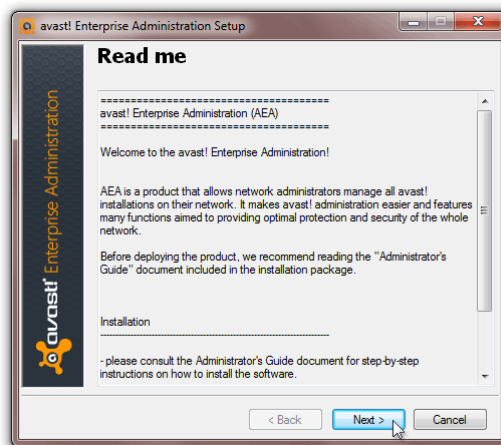 avast! Enterprise Administration Setup
Read me
=======================================
avast! Enterprise Administration (AEA)
=======================================
Welcome to the avast! Enterprise Administration!
AEA is a product that allows network administrators manage all avast!
installations on their network. It makes avast! administration easier and features
many functions aimed to providing optimal protection and security of the whole
network.
Before deploying the product, we recommend reading the "Administrator's
Guide" document included in the installation package.
Installation
----------------------------------------------------------------------------
- please consult the Administrator's Guide document for step-by-step
instructions on how to install the software.
avast! Enterprise Administration
< Back
Next >
Cancel